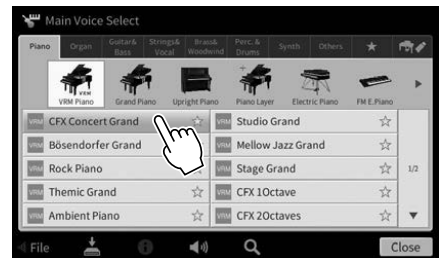 Main Voice Select
Piano Organ Guitar& Bass Strings& Vocal Brass& Woodwind Perc. & Drums Synth Others
VRM
VRM Piano Grand Piano Upright Piano Piano Layer Electric Piano FM E.Piano
VRM CFX Concert Grand VRM Studio Grand
VRM Bösendorfer Grand VRM Mellow Jazz Grand
VRM Rock Piano VRM Stage Grand 1/2
VRM Themic Grand VRM CFX 1Octave
VRM Ambient Piano VRM CFX 2Octaves
File Close